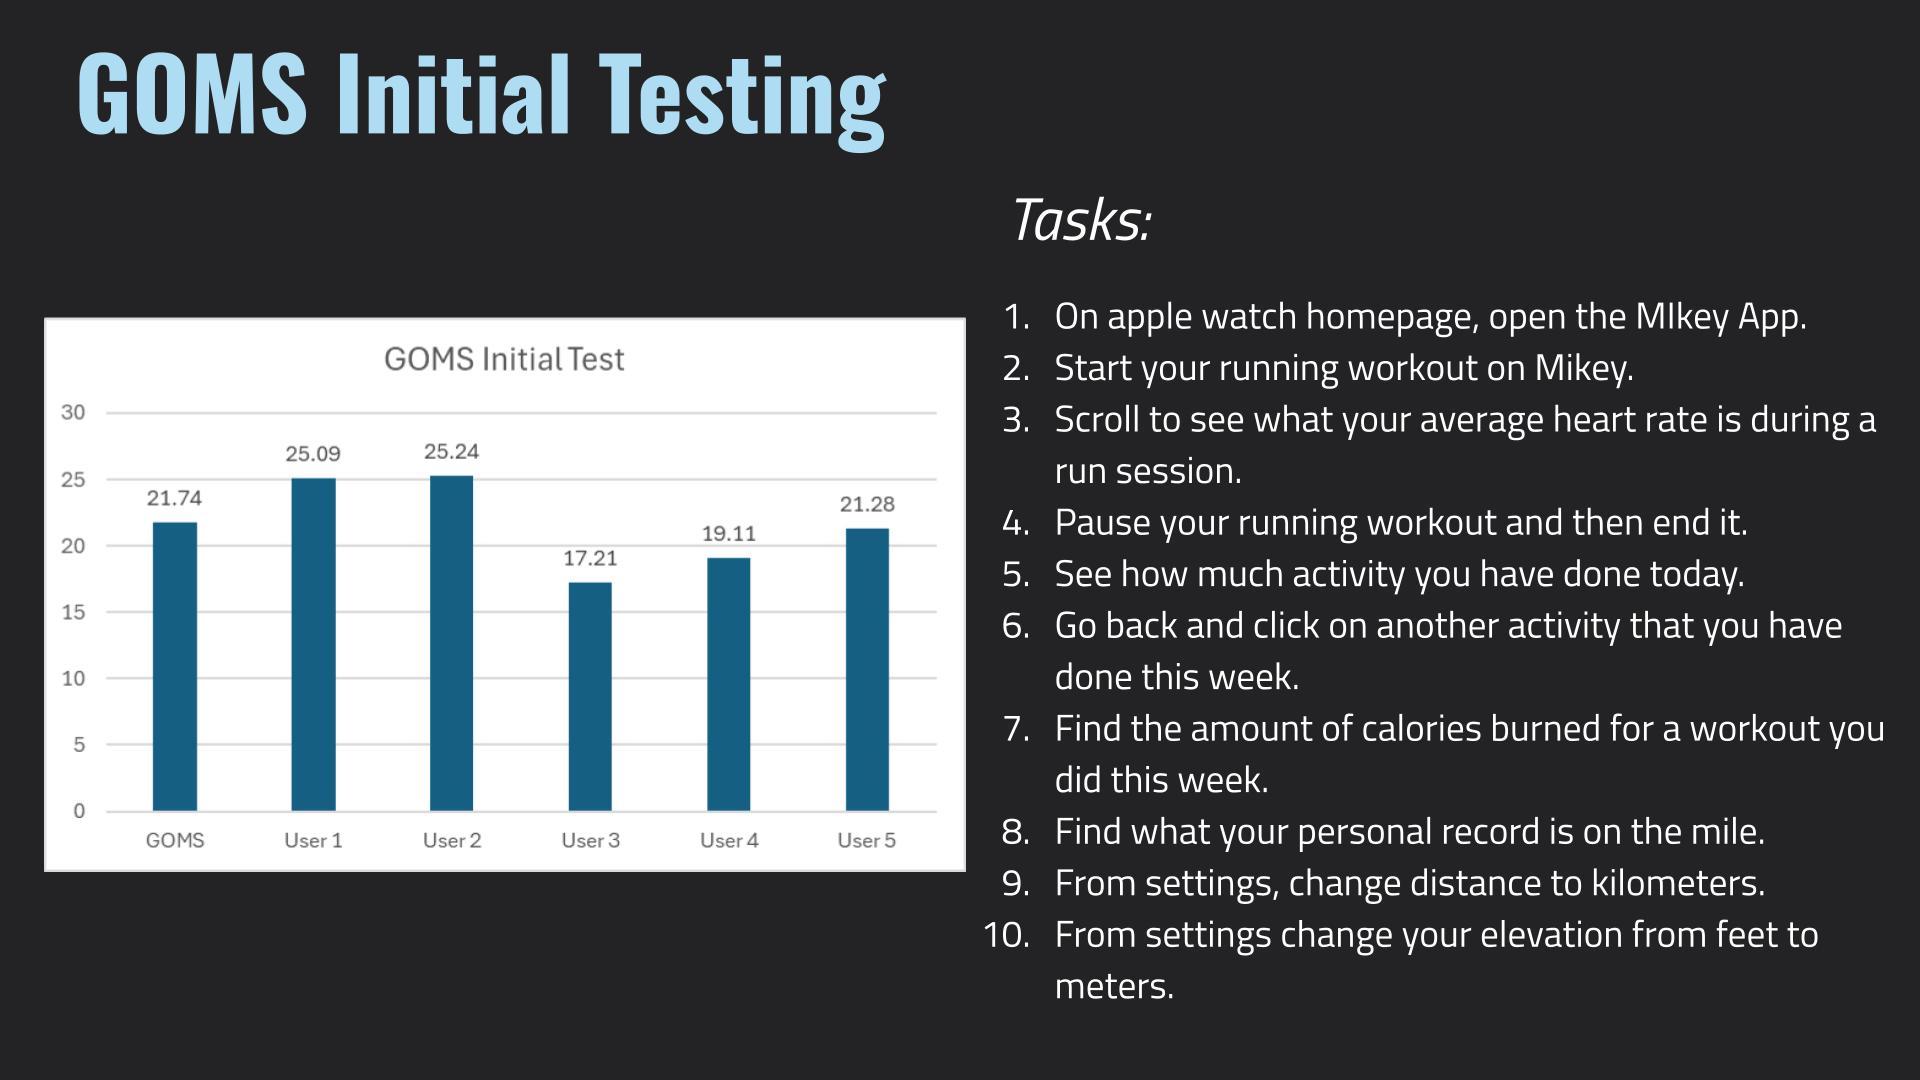 GOMS Initial Testing
Tasks:
GOMS Initial Test
30
25
20
15
10
5
0
21.74
25.09
25.24
17.21
19.11
21.28
GOMS
User 1
User 2
User 3
User 4
User 5
1. On apple watch homepage, open the MIkey App.
2. Start your running workout on Mikey.
3. Scroll to see what your average heart rate is during a
run session.
4. Pause your running workout and then end it.
5. See how much activity you have done today.
6. Go back and click on another activity that you have
done this week.
7. Find the amount of calories burned for a workout you
did this week.
8. Find what your personal record is on the mile.
9. From settings, change distance to kilometers.
10. From settings change your elevation from feet to
meters.